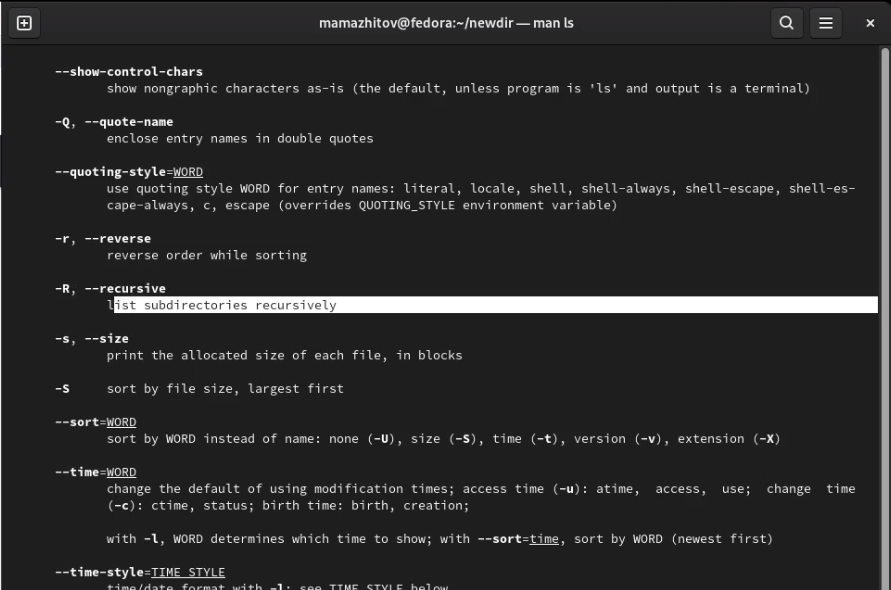 mamazhitov@fedora:~/newdir — man ls
--show-control-chars
show nongraphic characters as-is (the default, unless program is 'ls' and output is a terminal)
-Q, --quote-name
enclose entry names in double quotes
--quoting-style=WORD
use quoting style WORD for entry names: literal, locale, shell, shell-always, shell-escape, shell-es-
cape-always, c, escape (overrides QUOTING_STYLE environment variable)
-r, --reverse
reverse order while sorting
-R, --recursive
list subdirectories recursively
-s, --size
print the allocated size of each file, in blocks
-S     sort by file size, largest first
--sort=WORD
sort by WORD instead of name: none (-U), size (-S), time (-t), version (-v), extension (-X)
--time=WORD
change the default of using modification times; access time (-u): atime,  access,  use;  change  time
(-c): ctime, status; birth time: birth, creation;
with -l, WORD determines which time to show; with --sort=time, sort by WORD (newest first)
--time-style=TIME_STYLE
time/date format with -l; see TIME_STYLE below